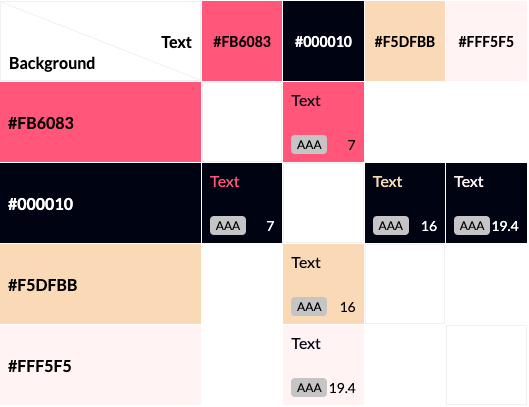 Text
Background
#FB6083
#000010
#F5DFBB
#FFF5F5
#FB6083
Text
AAA 7
#000010
Text
AAA 7
Text
AAA 16
Text
AAA 19.4
#F5DFBB
Text
AAA 16
#FFF5F5
Text
AAA 19.4